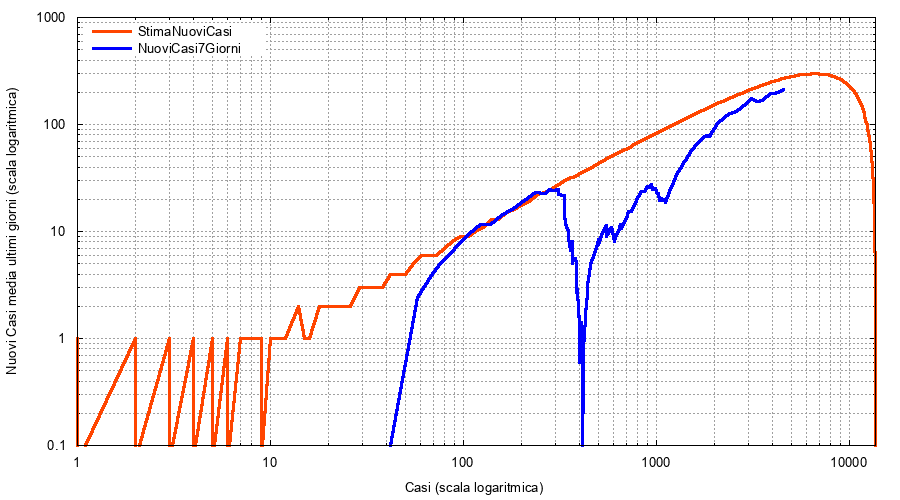 1000
StimaNuoviCasi
NuoviCasi7Giorni
100
10
1
0.1
Nuovi Casi media ultimi giorni (scala logaritmica)
1 10 100 1000 10000
Casi (scala logaritmica)